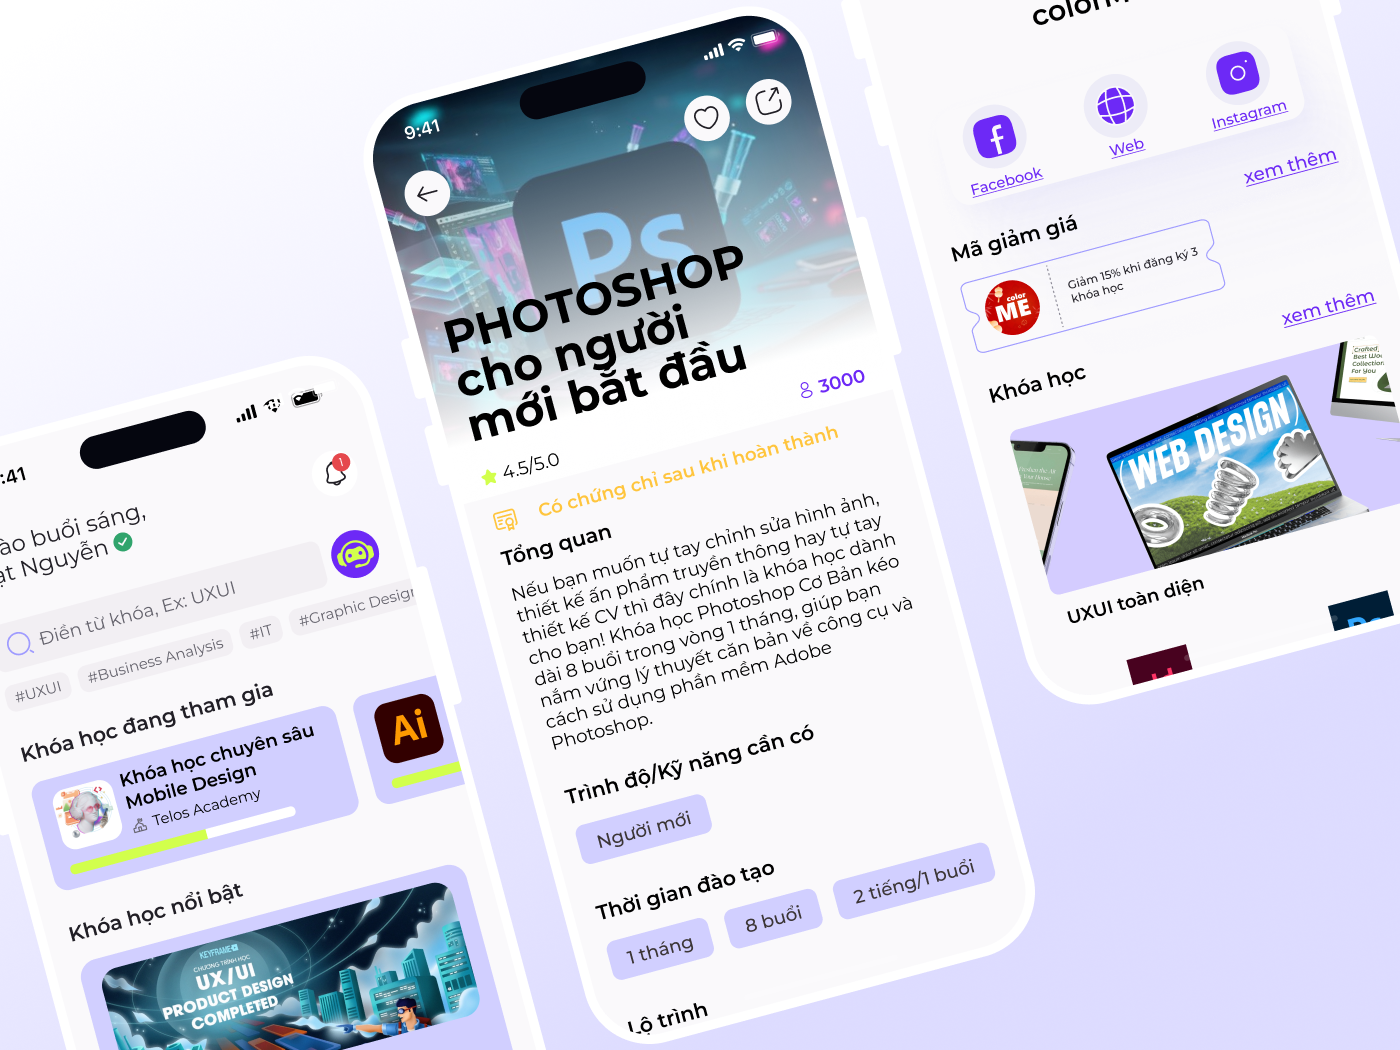 :41
ào buổi sáng,
ạt Nguyễn
1
Điền từ khóa, Ex: UXUI
#UXUI
#Business Analysis
#IT
#Graphic Design
Khóa học đang tham gia
Khóa học chuyên sâu
Mobile Design
Telos Academy
Ai
Khóa học nổi bật
KEYFRAME
CHƯƠNG TRÌNH HỌC
UX/UI
PRODUCT DESIGN
COMPLETED
9:41
Ps
PHOTOSHOP
cho người
mới bắt đầu
3000
4.5/5.0
Có chứng chỉ sau khi hoàn thành
Tổng quan
Nếu bạn muốn tự tay chỉnh sửa hình ảnh,
thiết kế ấn phẩm truyền thông hay tự tay
thiết kế CV thì đây chính là khóa học dành
cho bạn! Khóa học Photoshop Cơ Bản kéo
dài 8 buổi trong vòng 1 tháng, giúp bạn
nắm vững lý thuyết căn bản về công cụ và
cách sử dụng phần mềm Adobe
Photoshop.
Trình độ/Kỹ năng cần có
Người mới
Thời gian đào tạo
1 tháng
8 buổi
2 tiếng/1 buổi
Lộ trình
Facebook
Web
Instagram
xem thêm
Mã giảm giá
color
ME
Giảm 15% khi đăng ký 3
khóa học
xem thêm
Khóa học
WEB DESIGN
Crafted,
Best Woo
Collection
For You
UXUI toàn diện